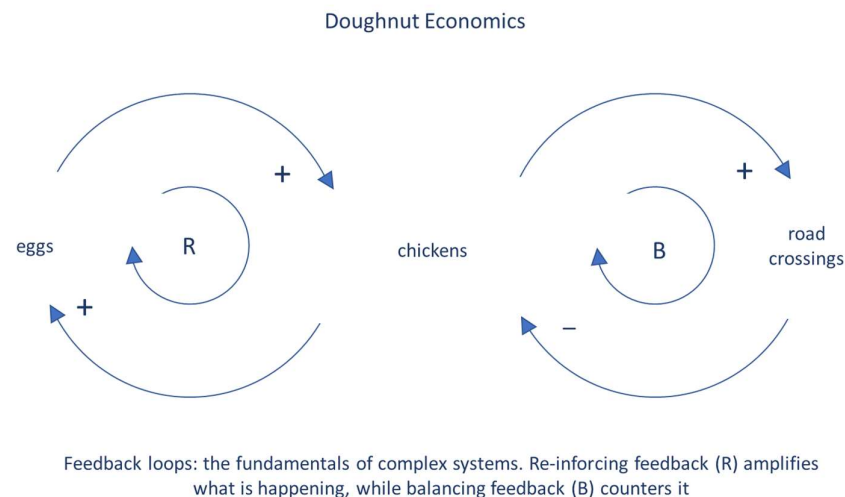 Doughnut Economics
+
+
R
B
eggs
chickens
road
crossings
+
–
Feedback loops: the fundamentals of complex systems. Re-inforcing feedback (R) amplifies
what is happening, while balancing feedback (B) counters it